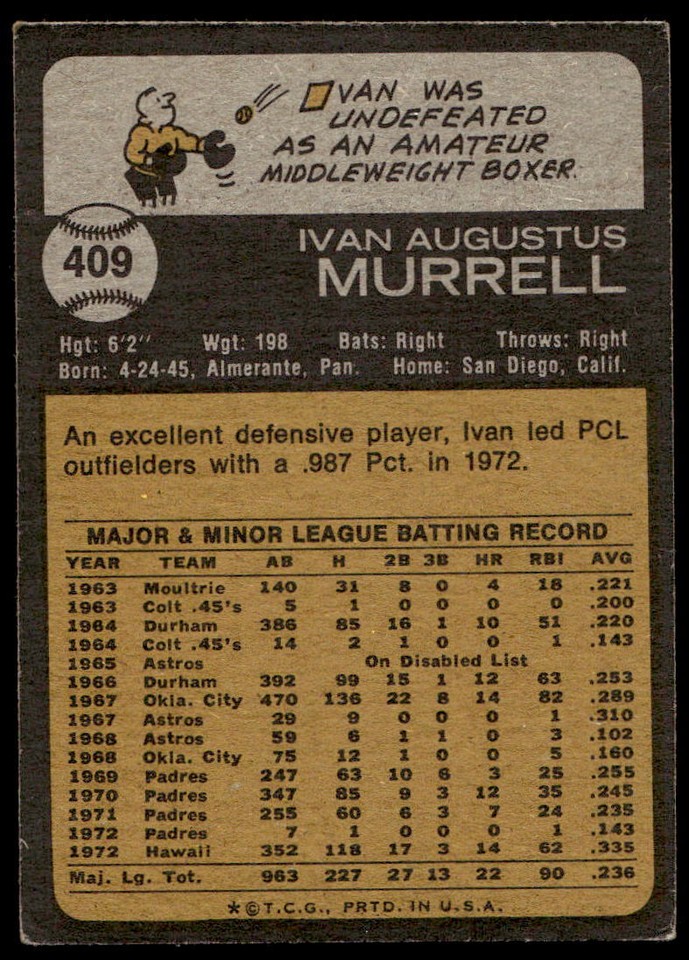 IVAN WAS
UNDEFEATED
AS AN AMATEUR
MIDDLEWEIGHT BOXER.
409
IVAN AUGUSTUS
MURRELL
Hgt: 6'2" Wgt: 198 Bats: Right Throws: Right
Born: 4-24-45, Almerante, Pan. Home: San Diego, Calif.
An excellent defensive player, Ivan led PCL
outfielders with a .987 Pct. in 1972.
MAJOR & MINOR LEAGUE BATTING RECORD
YEAR TEAM AB H 2B 3B HR RBI AVG
1963 Moultrie 140 31 8 0 4 18 .221
1963 Colt .45's 5 1 0 0 0 0 .200
1964 Durham 386 85 16 1 10 51 .220
1964 Colt .45's 14 2 1 0 0 1 .143
1965 Astros On Disabled List
1966 Durham 392 99 15 1 12 63 .253
1967 Okla. City 470 136 22 8 14 82 .289
1967 Astros 29 9 0 0 0 1 .310
1968 Astros 59 6 1 1 0 3 .102
1968 Okla. City 75 12 1 0 0 5 .160
1969 Padres 247 63 10 6 3 25 .255
1970 Padres 347 85 9 3 12 35 .245
1971 Padres 255 60 6 3 7 24 .235
1972 Padres 7 1 0 0 0 1 .143
1972 Hawaii 352 118 17 3 14 62 .335
Maj. Lg. Tot. 963 227 27 13 22 90 .236
*©T.C.G., PRTD. IN U.S.A.